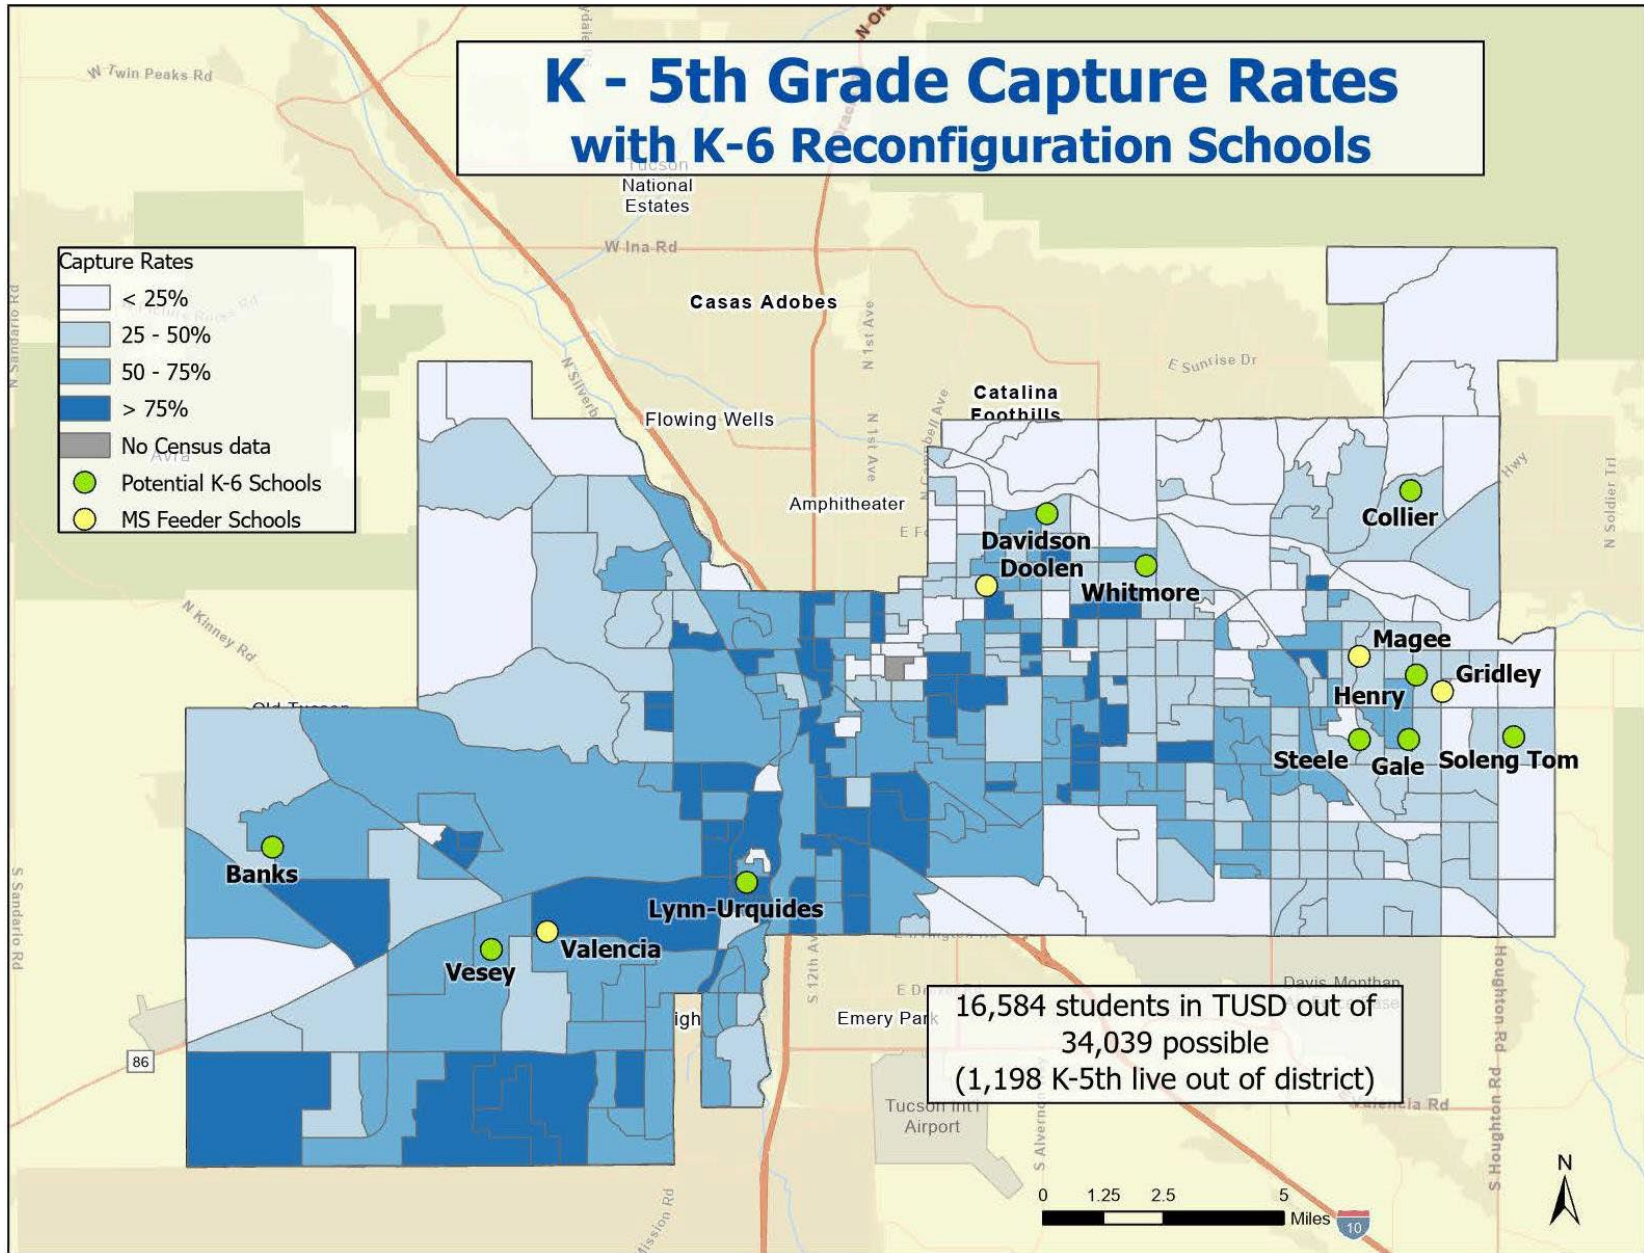 K - 5th Grade Capture Rates
with K-6 Reconfiguration Schools
W Twin Peaks Rd
Tucson
National
Estates
W Ina Rd
N Sandario Rd
Capture Rates
< 25%
25 - 50%
50 - 75%
> 75%
No Census data
Potential K-6 Schools
MS Feeder Schools
Casas Adobes
N 1st Ave
E Sunrise Dr
Catalina
Foothills
Flowing Wells
N 1st Ave
N Campbell Ave
Amphitheater
Hwy
N Soldier Trl
Collier
Davidson
Doolen
Whitmore
N Kinney Rd
Magee
Gridley
Henry
Steele
Gale
Soleng Tom
Banks
Lynn-Urquides
Valencia
Vesey
S Sandario Rd
S 12th Av
Davis Monthan
Emery Park
16,584 students in TUSD out of
34,039 possible
(1,198 K-5th live out of district)
86
Tucson Int'l
Airport
S Alvernon
Valencia Rd
S Houghton Rd
Houghton Rd
Mission Rd
N
0 1.25 2.5 5
Miles
10